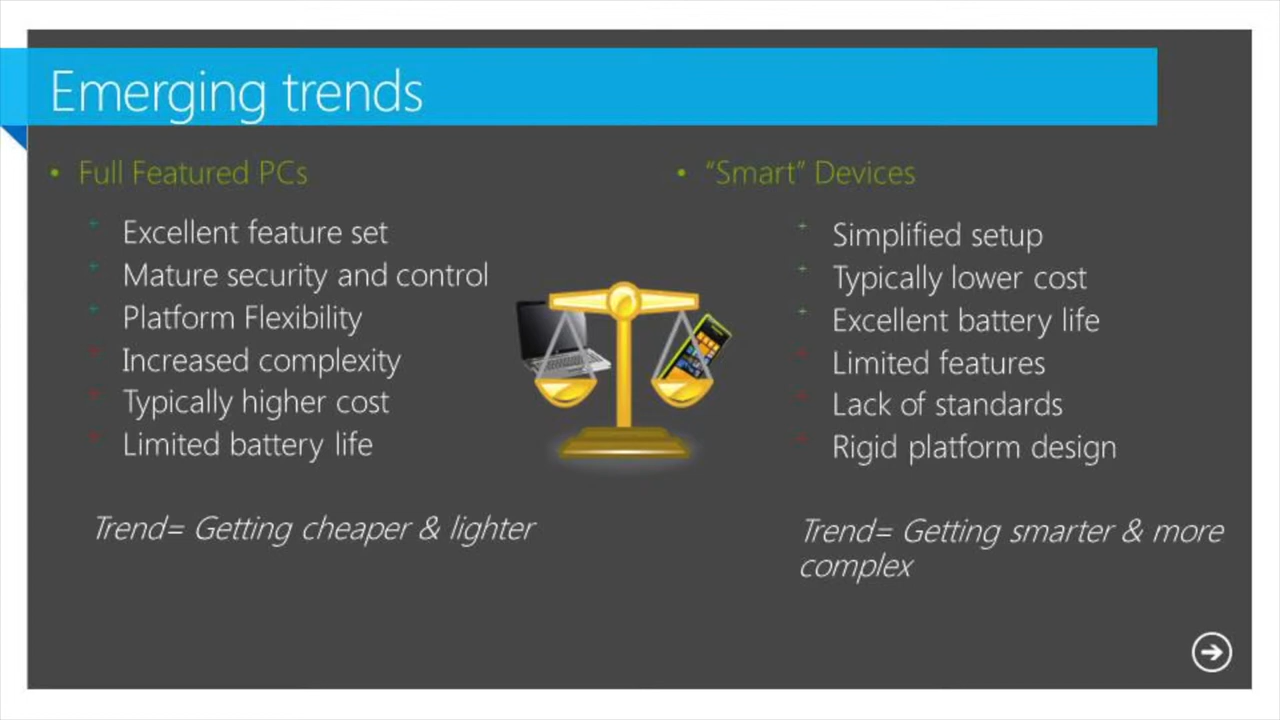 Emerging trends
• Full Featured PCs
+ Excellent feature set
+ Mature security and control
+ Platform Flexibility
- Increased complexity
- Typically higher cost
- Limited battery life
Trend= Getting cheaper & lighter
• “Smart” Devices
+ Simplified setup
+ Typically lower cost
+ Excellent battery life
- Limited features
- Lack of standards
- Rigid platform design
Trend= Getting smarter & more
complex